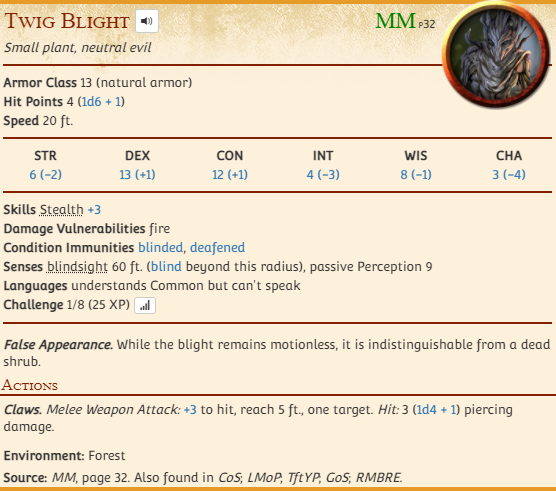 Twig Blight MM p32
Small plant, neutral evil
Armor Class 13 (natural armor)
Hit Points 4 (1d6 + 1)
Speed 20 ft.
STR DEX CON INT WIS CHA
6 (−2) 13 (+1) 12 (+1) 4 (−3) 8 (−1) 3 (−4)
Skills Stealth +3
Damage Vulnerabilities fire
Condition Immunities blinded, deafened
Senses blindsight 60 ft. (blind beyond this radius), passive Perception 9
Languages understands Common but can't speak
Challenge 1/8 (25 XP)
False Appearance. While the blight remains motionless, it is indistinguishable from a dead
shrub.
Actions
Claws. Melee Weapon Attack: +3 to hit, reach 5 ft., one target. Hit: 3 (1d4 + 1) piercing
damage.
Environment: Forest
Source: MM, page 32. Also found in CoS; LMoP; TftYP; GoS; RMBRE.